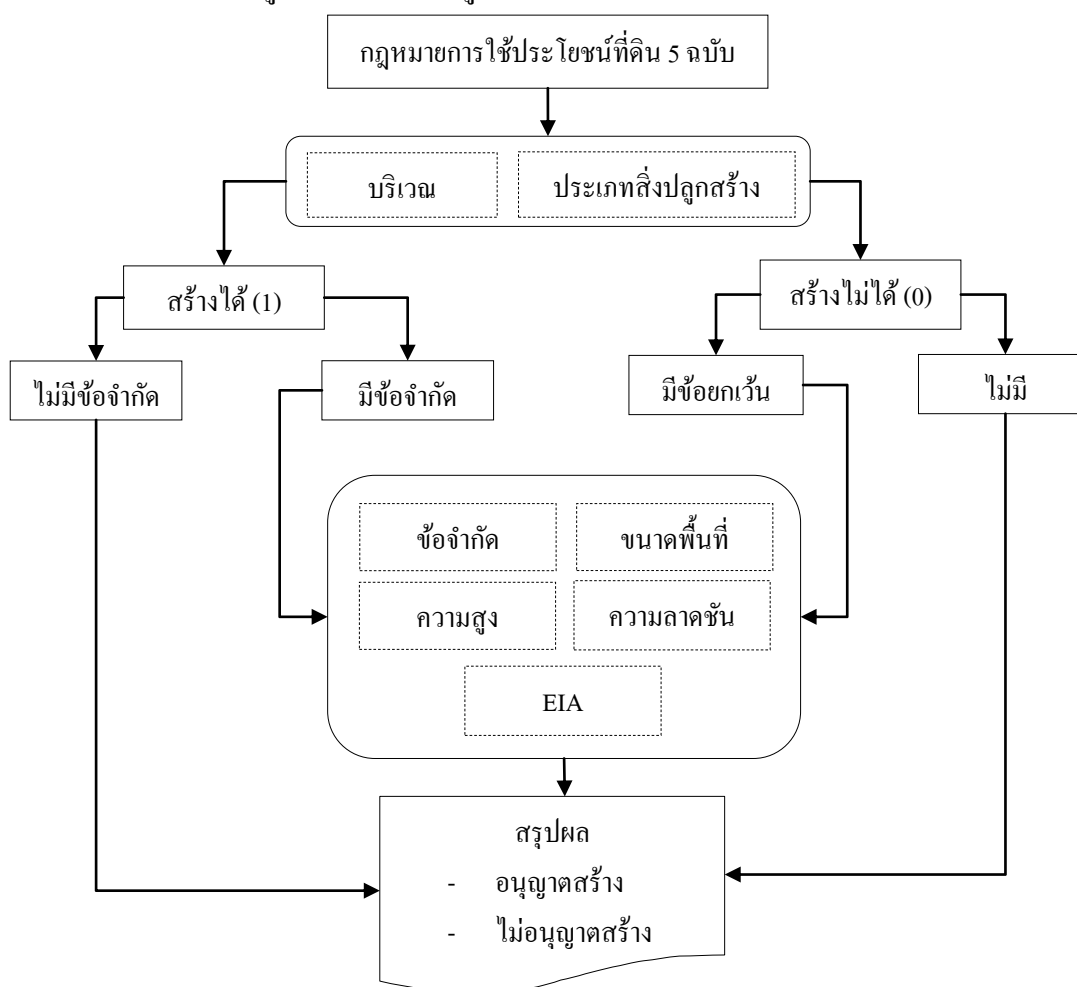 กฎหมายการใช้ประโยชน์ที่ดิน 5 ฉบับ
บริเวณ
ประเภทสิ่งปลูกสร้าง
สร้างได้ (1)
สร้างไม่ได้ (0)
ไม่มีข้อจำกัด
มีข้อจำกัด
มีข้อยกเว้น
ไม่มี
ข้อจำกัด
ขนาดพื้นที่
ความสูง
ความลาดชัน
EIA
สรุปผล
- อนุญาตสร้าง
- ไม่อนุญาตสร้าง